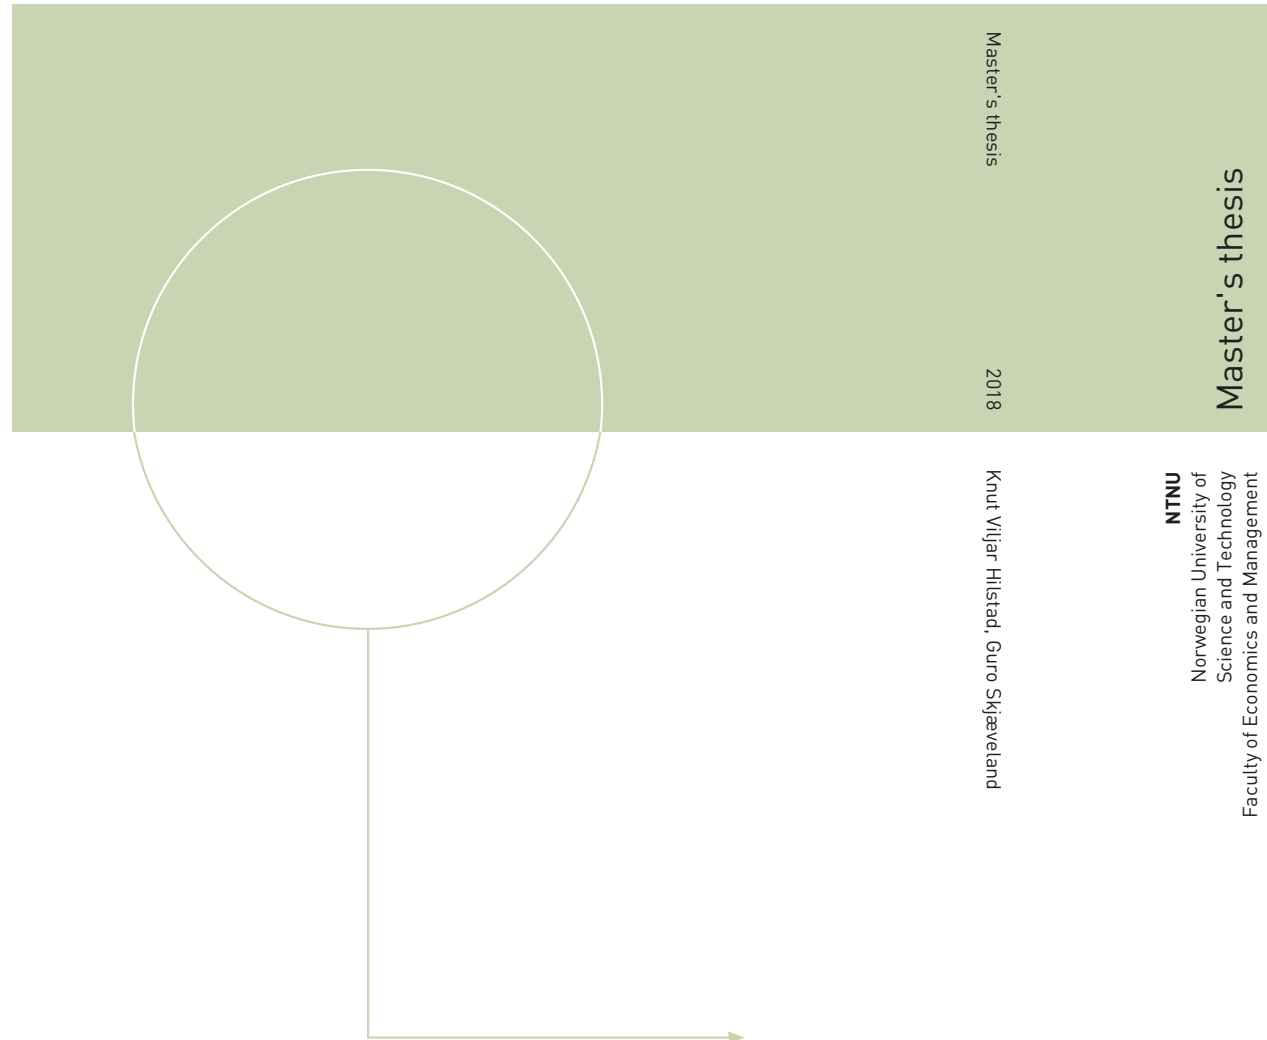 Master's thesis
2018
Knut Viljar Hilstad, Guro Skjæveland
Master's thesis
NTNU
Norwegian University of
Science and Technology
Faculty of Economics and Management